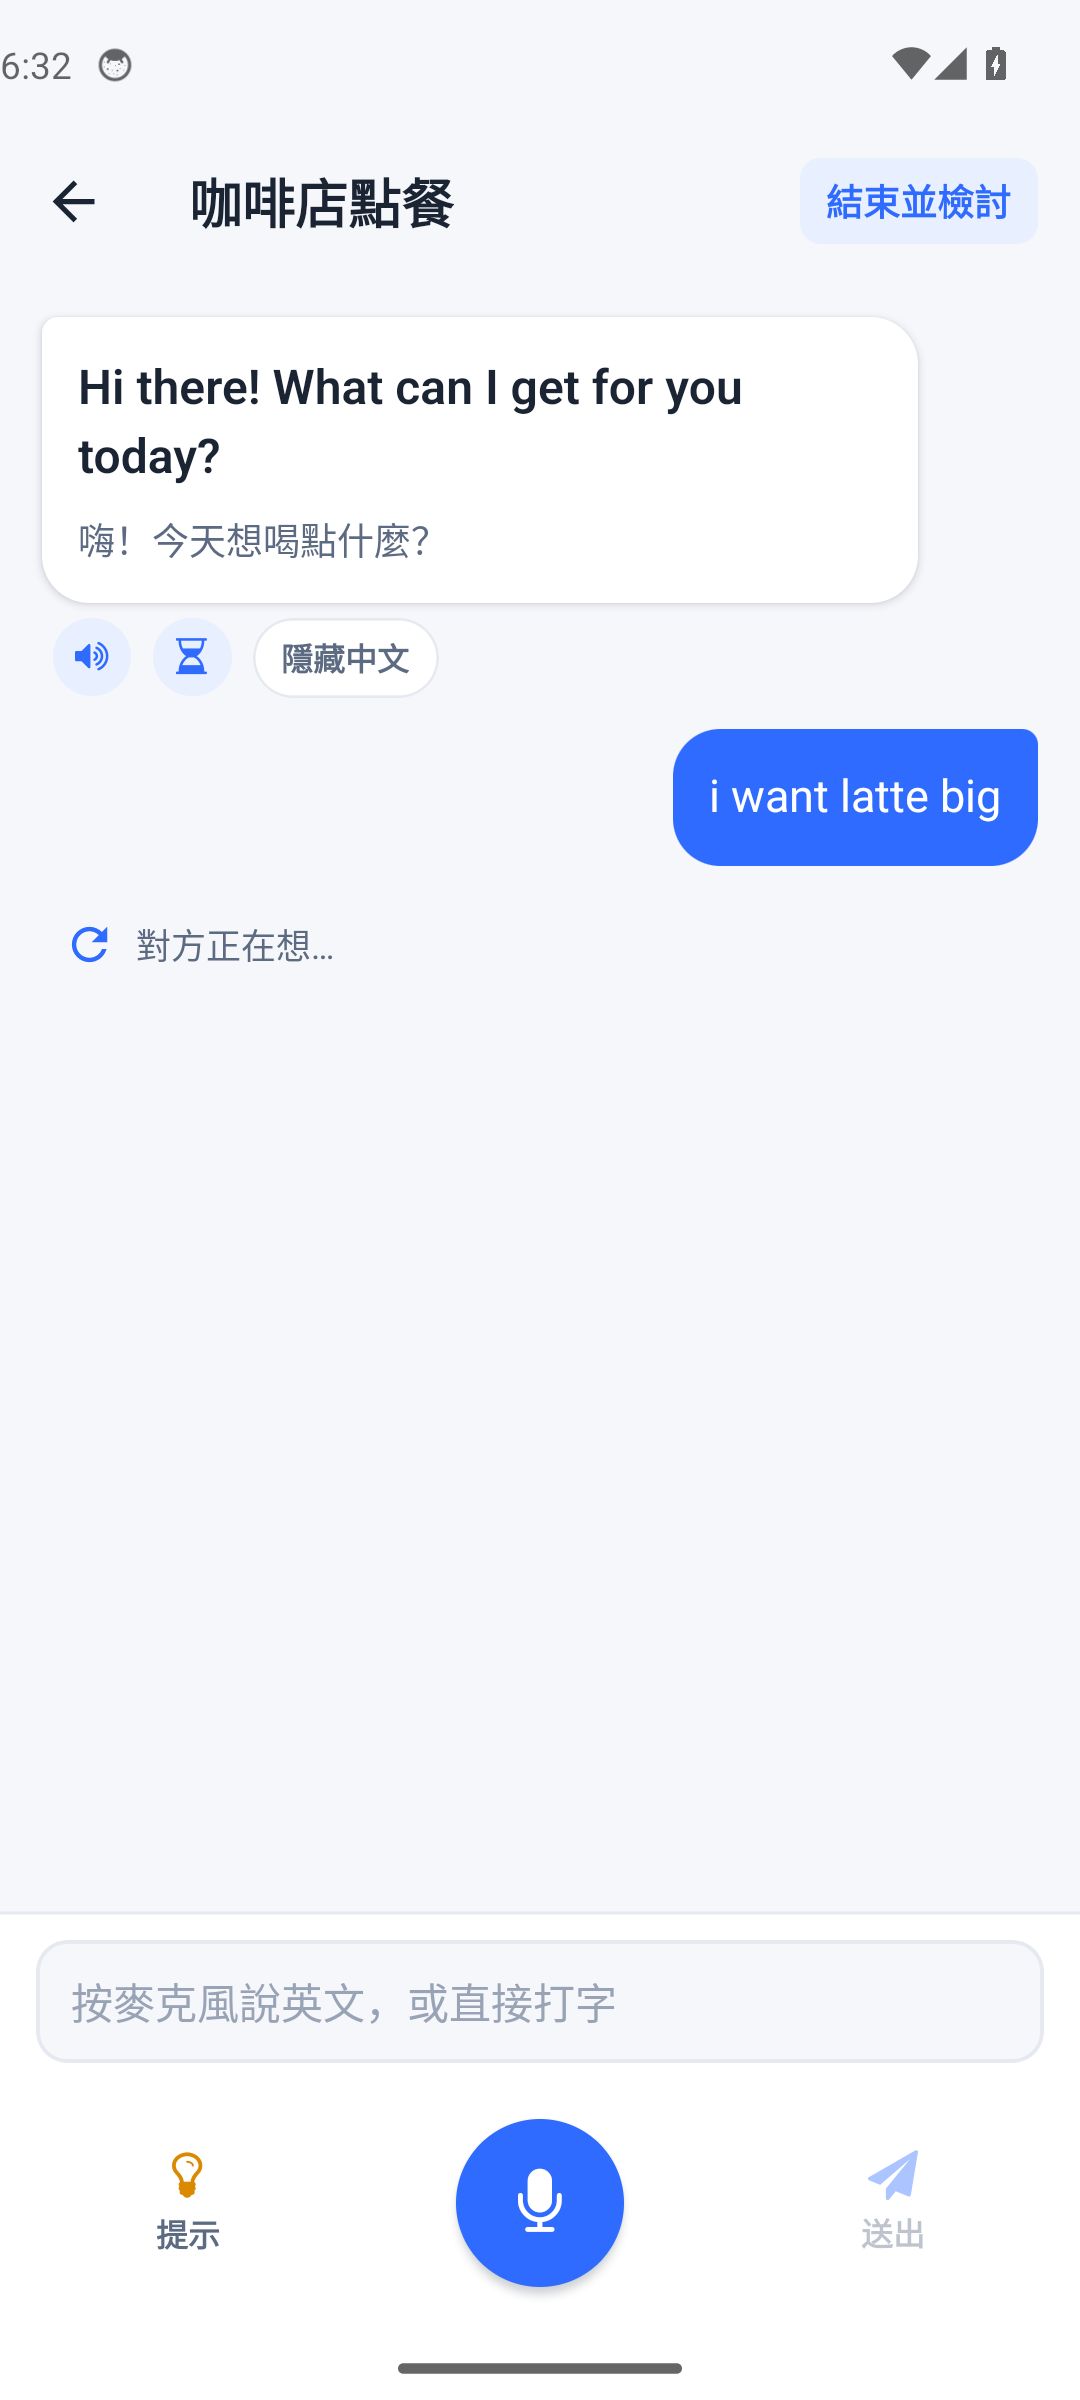 6:32
咖啡店點餐
結束並檢討
Hi there! What can I get for you
today?
嗨！今天想喝點什麼？
隱藏中文
i want latte big
對方正在想...
按麥克風說英文，或直接打字
提示
送出